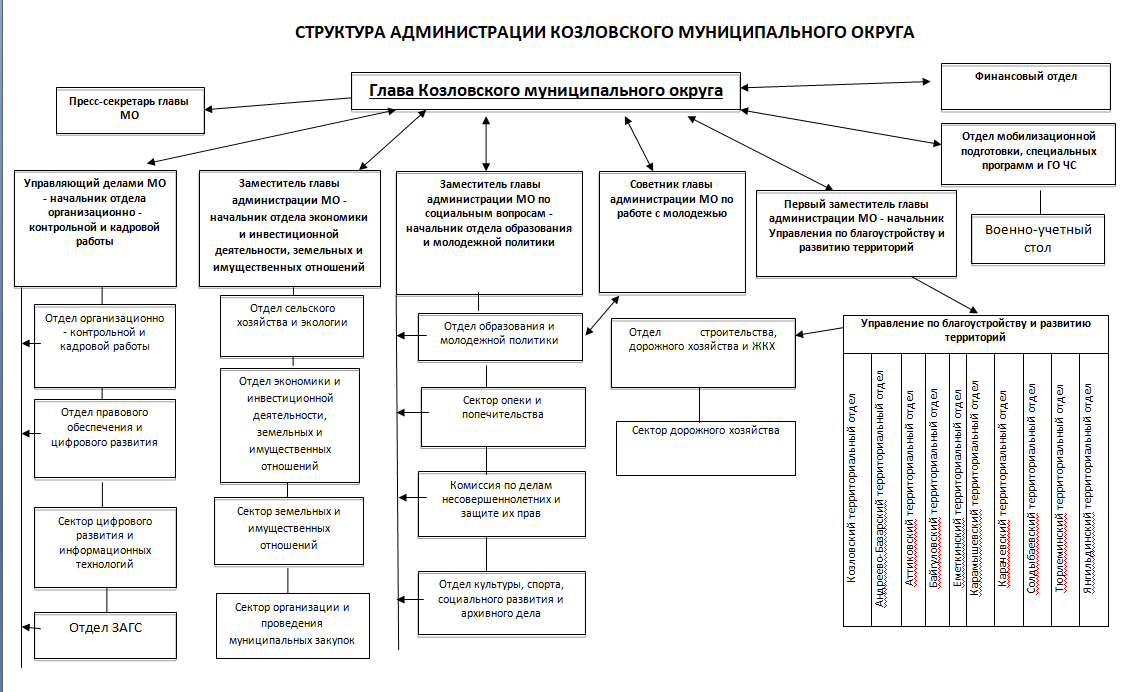 СТРУКТУРА АДМИНИСТРАЦИИ КОЗЛОВСКОГО МУНИЦИПАЛЬНОГО ОКРУГА
Глава Козловского муниципального округа
Пресс-секретарь главы
МО
Финансовый отдел
Отдел мобилизационной
подготовки, специальных
программ и ГО ЧС
Военно-учетный
стол
Управляющий делами МО
- начальник отдела
организационно -
контрольной и кадровой
работы
Заместитель главы
администрации МО -
начальник отдела экономики
и инвестиционной
деятельности, земельных и
имущественных отношений
Заместитель главы
администрации МО по
социальным вопросам -
начальник отдела образования
и молодежной политики
Советник главы
администрации МО по
работе с молодежью
Первый заместитель главы
администрации МО - начальник
Управления по благоустройству и
развитию территорий
Отдел организационно
- контрольной и
кадровой работы
Отдел правового
обеспечения и
цифрового развития
Сектор цифрового
развития и
информационных
технологий
Отдел ЗАГС
Отдел сельского
хозяйства и экологии
Отдел экономики и
инвестиционной
деятельности,
земельных и
имущественных
отношений
Сектор земельных и
имущественных
отношений
Сектор организации и
проведения
муниципальных закупок
Отдел образования и
молодежной политики
Сектор опеки и
попечительства
Комиссия по делам
несовершеннолетних и
защите их прав
Отдел культуры, спорта,
социального развития и
архивного дела
Отдел строительства,
дорожного хозяйства и ЖКХ
Сектор дорожного хозяйства
Управление по благоустройству и развитию
территорий
Козловский территориальный отдел
Андреево-Базарский территориальный отдел
Аттиковский территориальный отдел
Байгуловский территориальный отдел
Еметкинский территориальный отдел
Карамышевский территориальный отдел
Карачевский территориальный отдел
Солдыбаевский территориальный отдел
Тюрлеминский территориальный отдел
Янгильдинский территориальный отдел